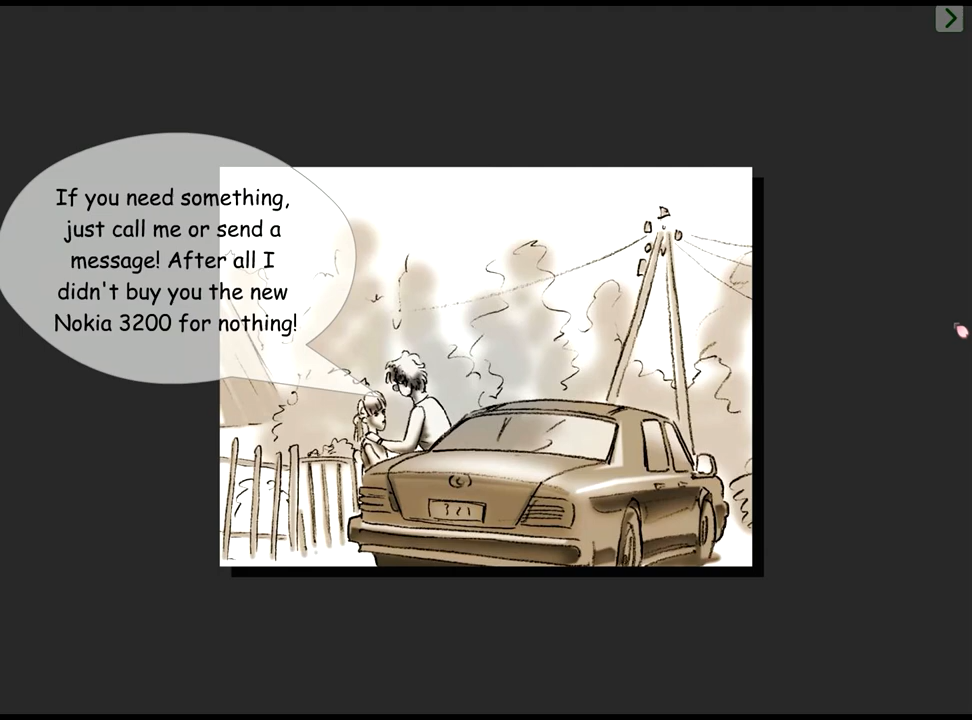 If you need something,
just call me or send a
message! After all I
didn't buy you the new
Nokia 3200 for nothing!
321